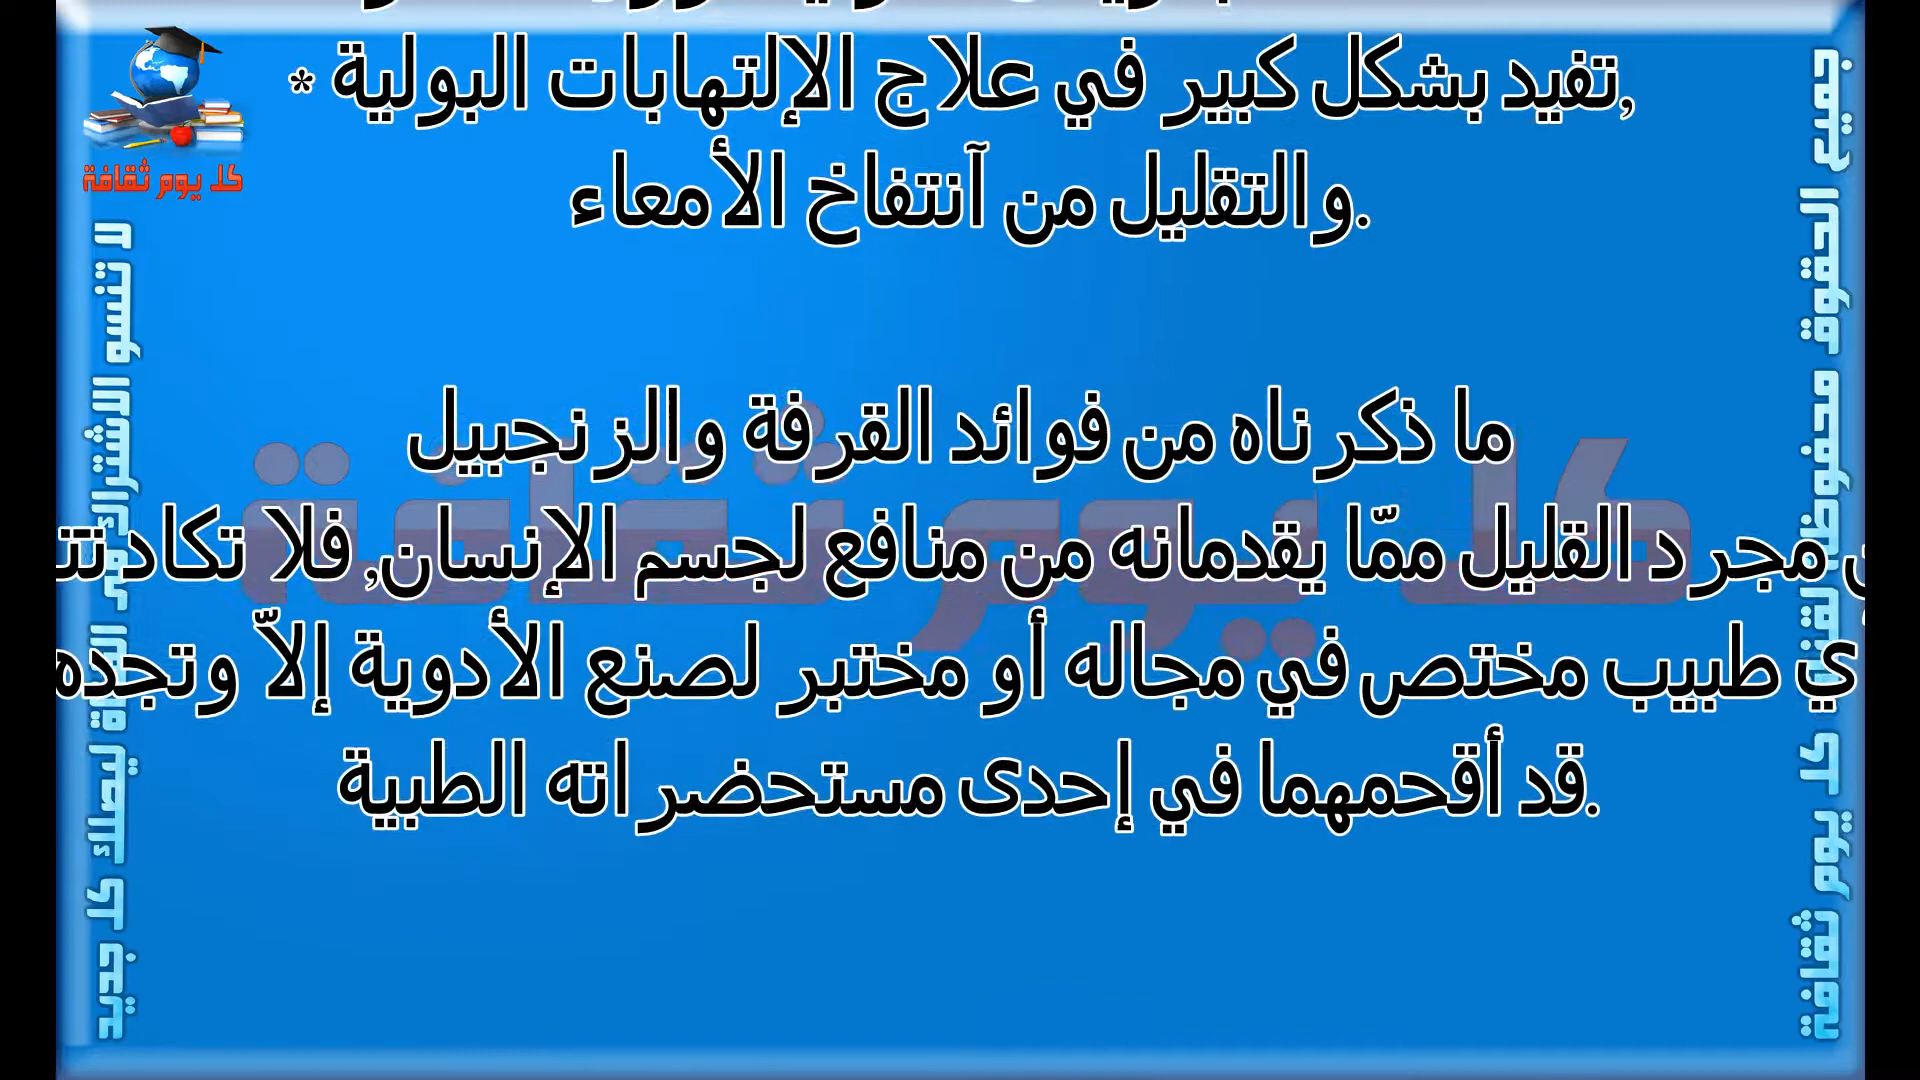 تفيد بشكل كبير في علاج الإلتهابات البولية *,
والتقليل من آنتفاخ الأمعاء.
ما ذكرناه من فوائد القرفة والزنجبيل
مجرد القليل ممّا يقدمانه من منافع لجسم الإنسان, فلا تكاد
طبيب مختص في مجاله أو مختبر لصنع الأدوية إلاّ
قد أقحمهما في إحدى مستحضراته الطبية.
كل يوم ثقافة
كل يوم ثقافة
جميع الحقوق محفوظة لقناة كل يوم ثقافة
لا تنسو الاشتراك في القناة ليصلك كل جديد